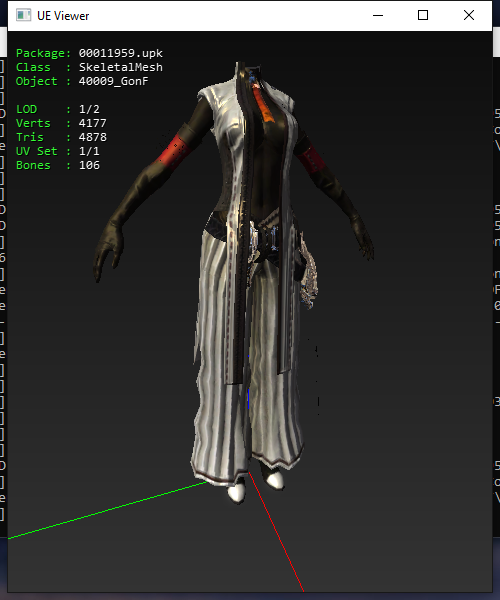 UE Viewer
Package: 00011959.upk
Class : SkeletalMesh
Object : 40009_GonF
LOD : 1/2
Verts : 4177
Tris : 4878
UV Set : 1/1
Bones : 106